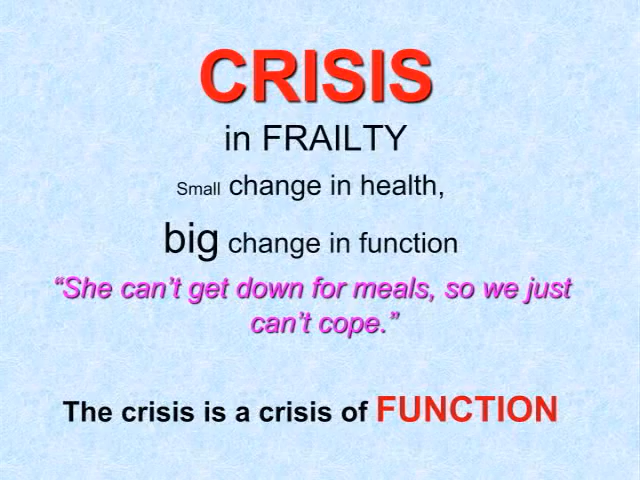 CRISIS
in FRAILTY
Small change in health,
big change in function
“She can’t get down for meals, so we just
can’t cope.”
The crisis is a crisis of FUNCTION